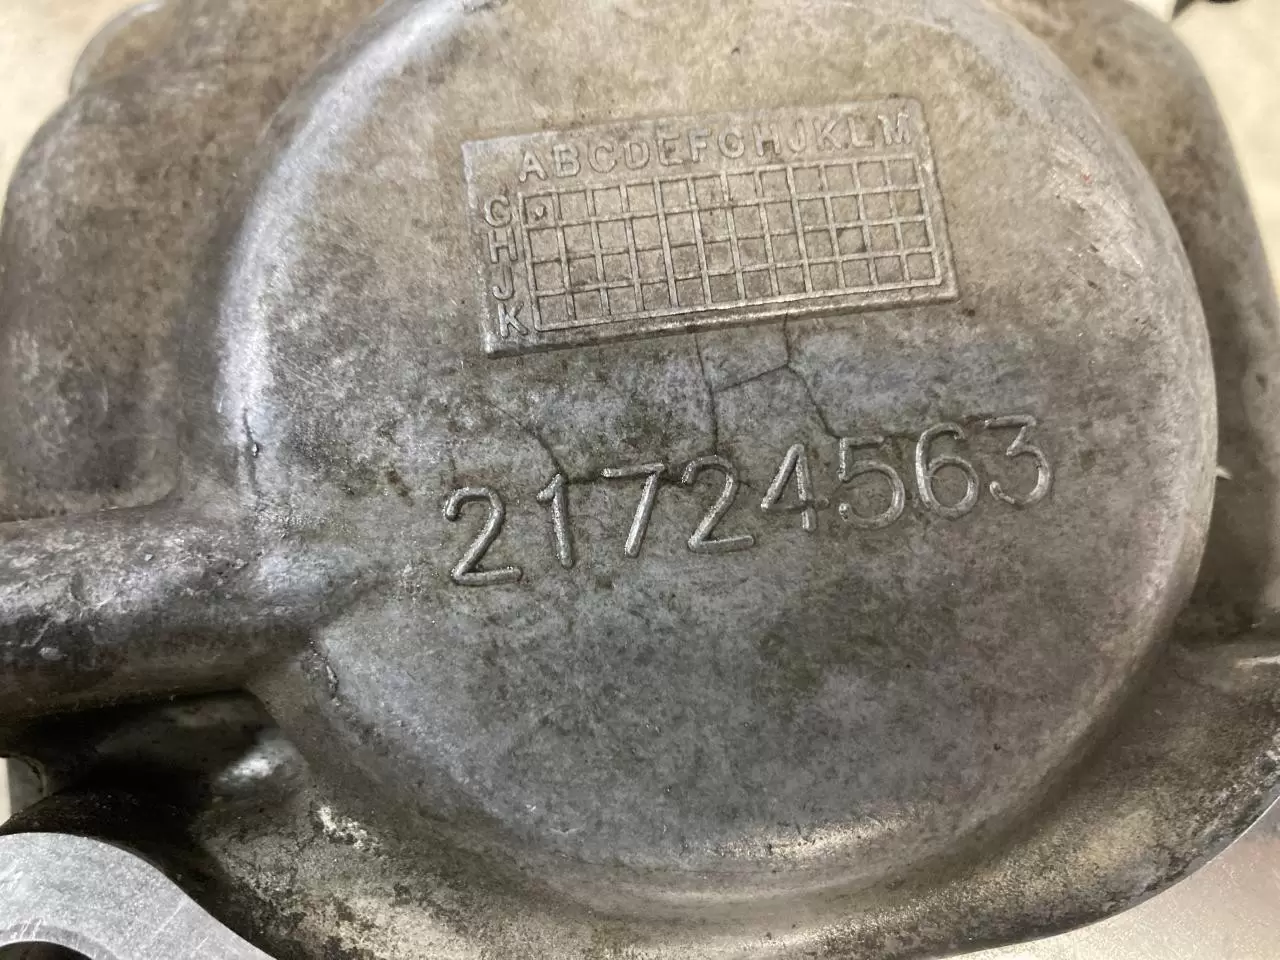 ABCDEFGHJKLM
G
H
J
K
21724563